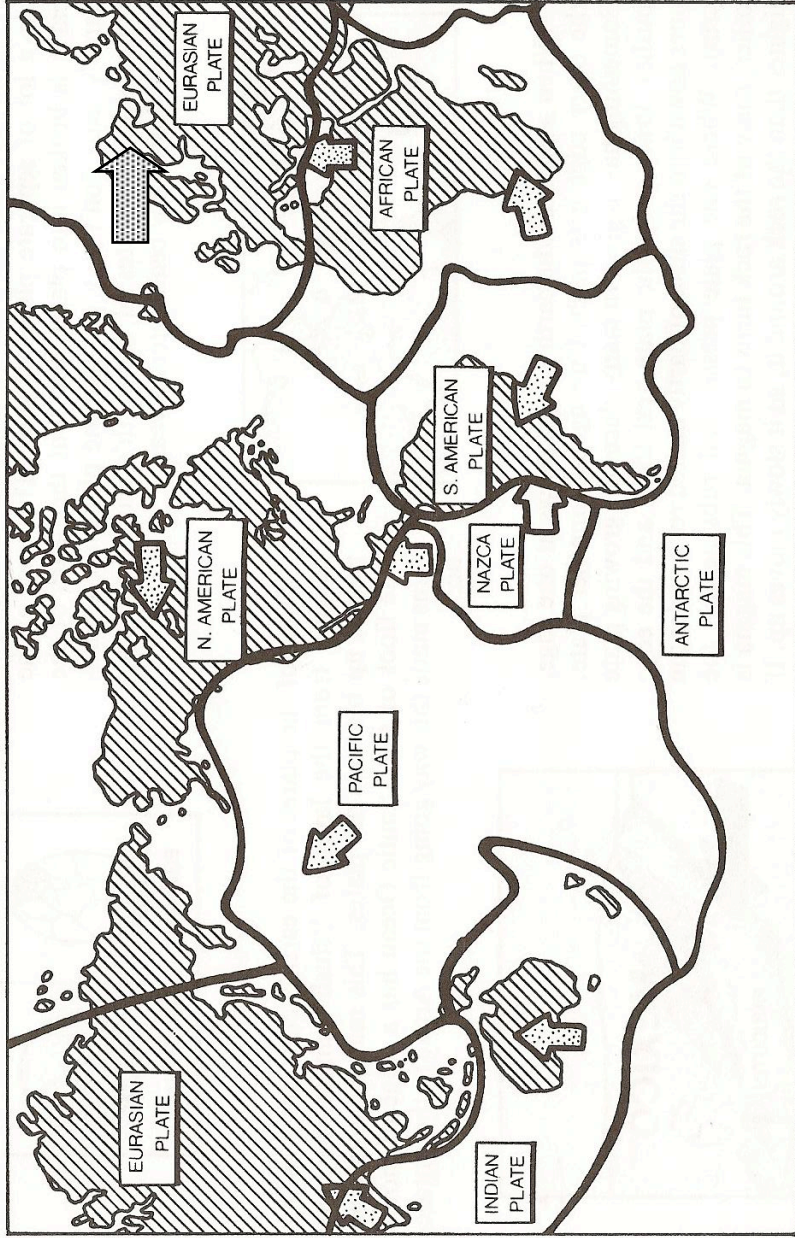 EURASIAN
PLATE
N. AMERICAN
PLATE
EURASIAN
PLATE
PACIFIC
PLATE
AFRICAN
PLATE
S. AMERICAN
PLATE
NAZCA
PLATE
INDIAN
PLATE
ANTARCTIC
PLATE